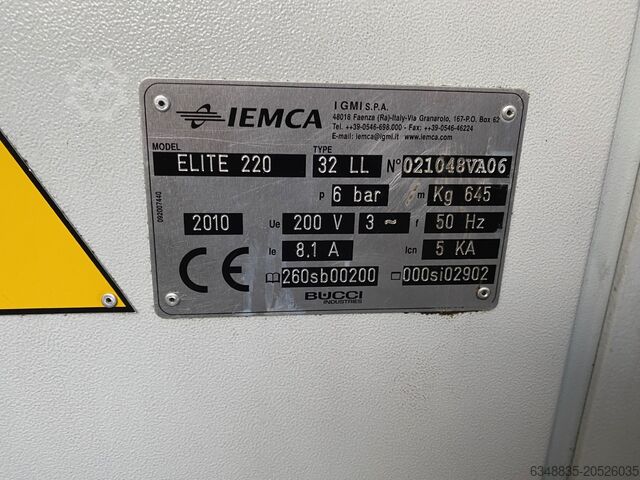 IEMCA
I GMI S.P.A.
48018 Faenza (Ra)-Italy-Via Granarolo, 167-P.O. Box 62
Tel. ++39-0546-698.000 - Fax ++39-0546-46224
E-mail: iemca@igmi.it - www.iemca.com
MODEL TYPE
ELITE 220 32 LL N° 021048VA06
p 6 bar m Kg 645
2010 Ue 200 V 3 ~ f 50 Hz
Ie 8.1 A Icn 5 KA
CE
260sb00200 000si02902
BUCCI
INDUSTRIES
092007440
6348835-20526035